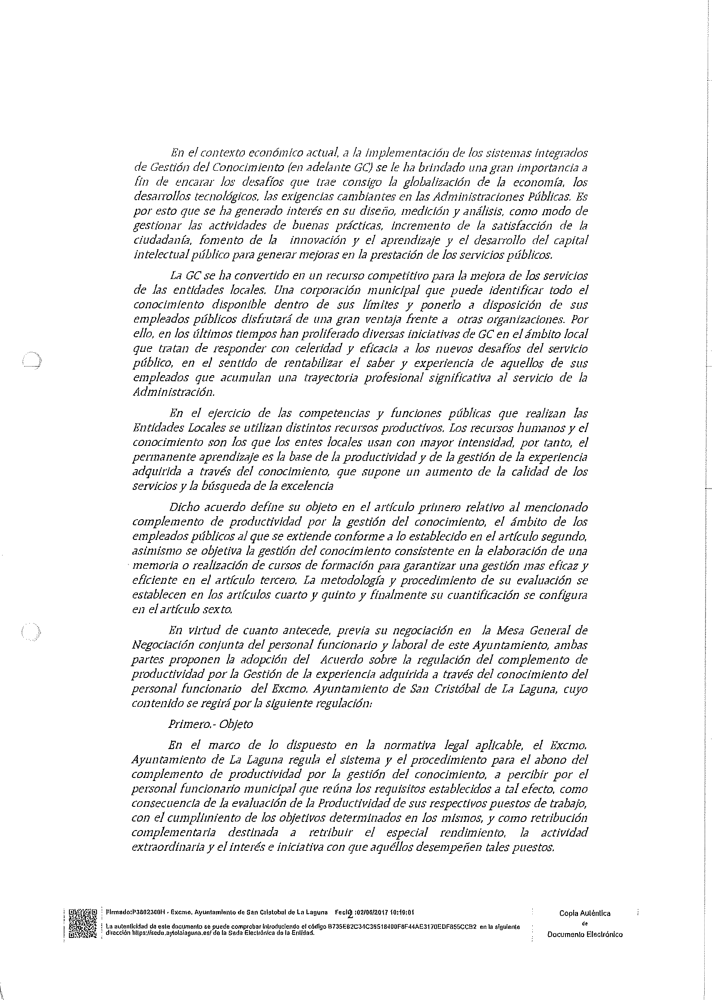 En el contexto económico actual, a la implementación de los sistemas integrados
de Gestión del Conocimiento (en adelante GC) se le ha brindado una gran importancia a
fin de encarar los desafíos que trae consigo la globalización de la economía, los
desarrollos tecnológicos, las exigencias cambiantes en las Administraciones Públicas. Es
por esto que se ha generado interés en su diseño, medición y análisis, como modo de
gestionar las actividades de buenas prácticas, incremento de la satisfacción de la
ciudadanía, fomento de la innovación y el aprendizaje y el desarrollo del capital
intelectual público para generar mejoras en la prestación de los servicios públicos.
La GC se ha convertido en un recurso competitivo para la mejora de los servicios
de las entidades locales. Una corporación municipal que puede identificar todo el
conocimiento disponible dentro de sus límites y ponerlo a disposición de sus
empleados públicos disfrutará de una gran ventaja frente a otras organizaciones. Por
ello, en los últimos tiempos han proliferado diversas iniciativas de GC en el ámbito local
que tratan de responder con celeridad y eficacia a los nuevos desafíos del servicio
público, en el sentido de rentabilizar el saber y experiencia de aquellos de sus
empleados que acumulan una trayectoria profesional significativa al servicio de la
Administración.
En el ejercicio de las competencias y funciones públicas que realizan las
Entidades Locales se utilizan distintos recursos productivos. Los recursos humanos y el
conocimiento son los que los entes locales usan con mayor intensidad, por tanto, el
permanente aprendizaje es la base de la productividad y de la gestión de la experiencia
adquirida a través del conocimiento, que supone un aumento de la calidad de los
servicios y la búsqueda de la excelencia
Dicho acuerdo define su objeto en el artículo primero relativo al mencionado
complemento de productividad por la gestión del conocimiento, el ámbito de los
empleados públicos al que se extiende conforme a lo establecido en el artículo segundo,
asimismo se objetiva la gestión del conocimiento consistente en la elaboración de una
memoria o realización de cursos de formación para garantizar una gestión mas eficaz y
eficiente en el artículo tercero. La metodología y procedimiento de su evaluación se
establecen en los artículos cuarto y quinto y finalmente su cuantificación se configura
en el artículo sexto.
En virtud de cuanto antecede, previa su negociación en la Mesa General de
Negociación conjunta del personal funcionario y laboral de este Ayuntamiento, ambas
partes proponen la adopción del Acuerdo sobre la regulación del complemento de
productividad por la Gestión de la experiencia adquirida a través del conocimiento del
personal funcionario del Excmo. Ayuntamiento de San Cristóbal de La Laguna, cuyo
contenido se regirá por la siguiente regulación:
Primero.- Objeto
En el marco de lo dispuesto en la normativa legal aplicable, el Excmo.
Ayuntamiento de La Laguna regula el sistema y el procedimiento para el abono del
complemento de productividad por la gestión del conocimiento, a percibir por el
personal funcionario municipal que reúna los requisitos establecidos a tal efecto, como
consecuencia de la evaluación de la Productividad de sus respectivos puestos de trabajo,
con el cumplimiento de los objetivos determinados en los mismos, y como retribución
complementaria destinada a retribuir el especial rendimiento, la actividad
extraordinaria y el interés e iniciativa con que aquéllos desempeñen tales puestos.
Firmado:P3802300H - Excmo. Ayuntamiento de San Cristobal de La Laguna :02/06/2017 10:19:01
2
La autenticidad de este documento se puede comprobar introduciendo el código en la siguiente
dirección https://sede.aytolalaguna.es/ de la Sede Electrónica de la Entidad.
Copia Auténtica
de
Documento Electrónico